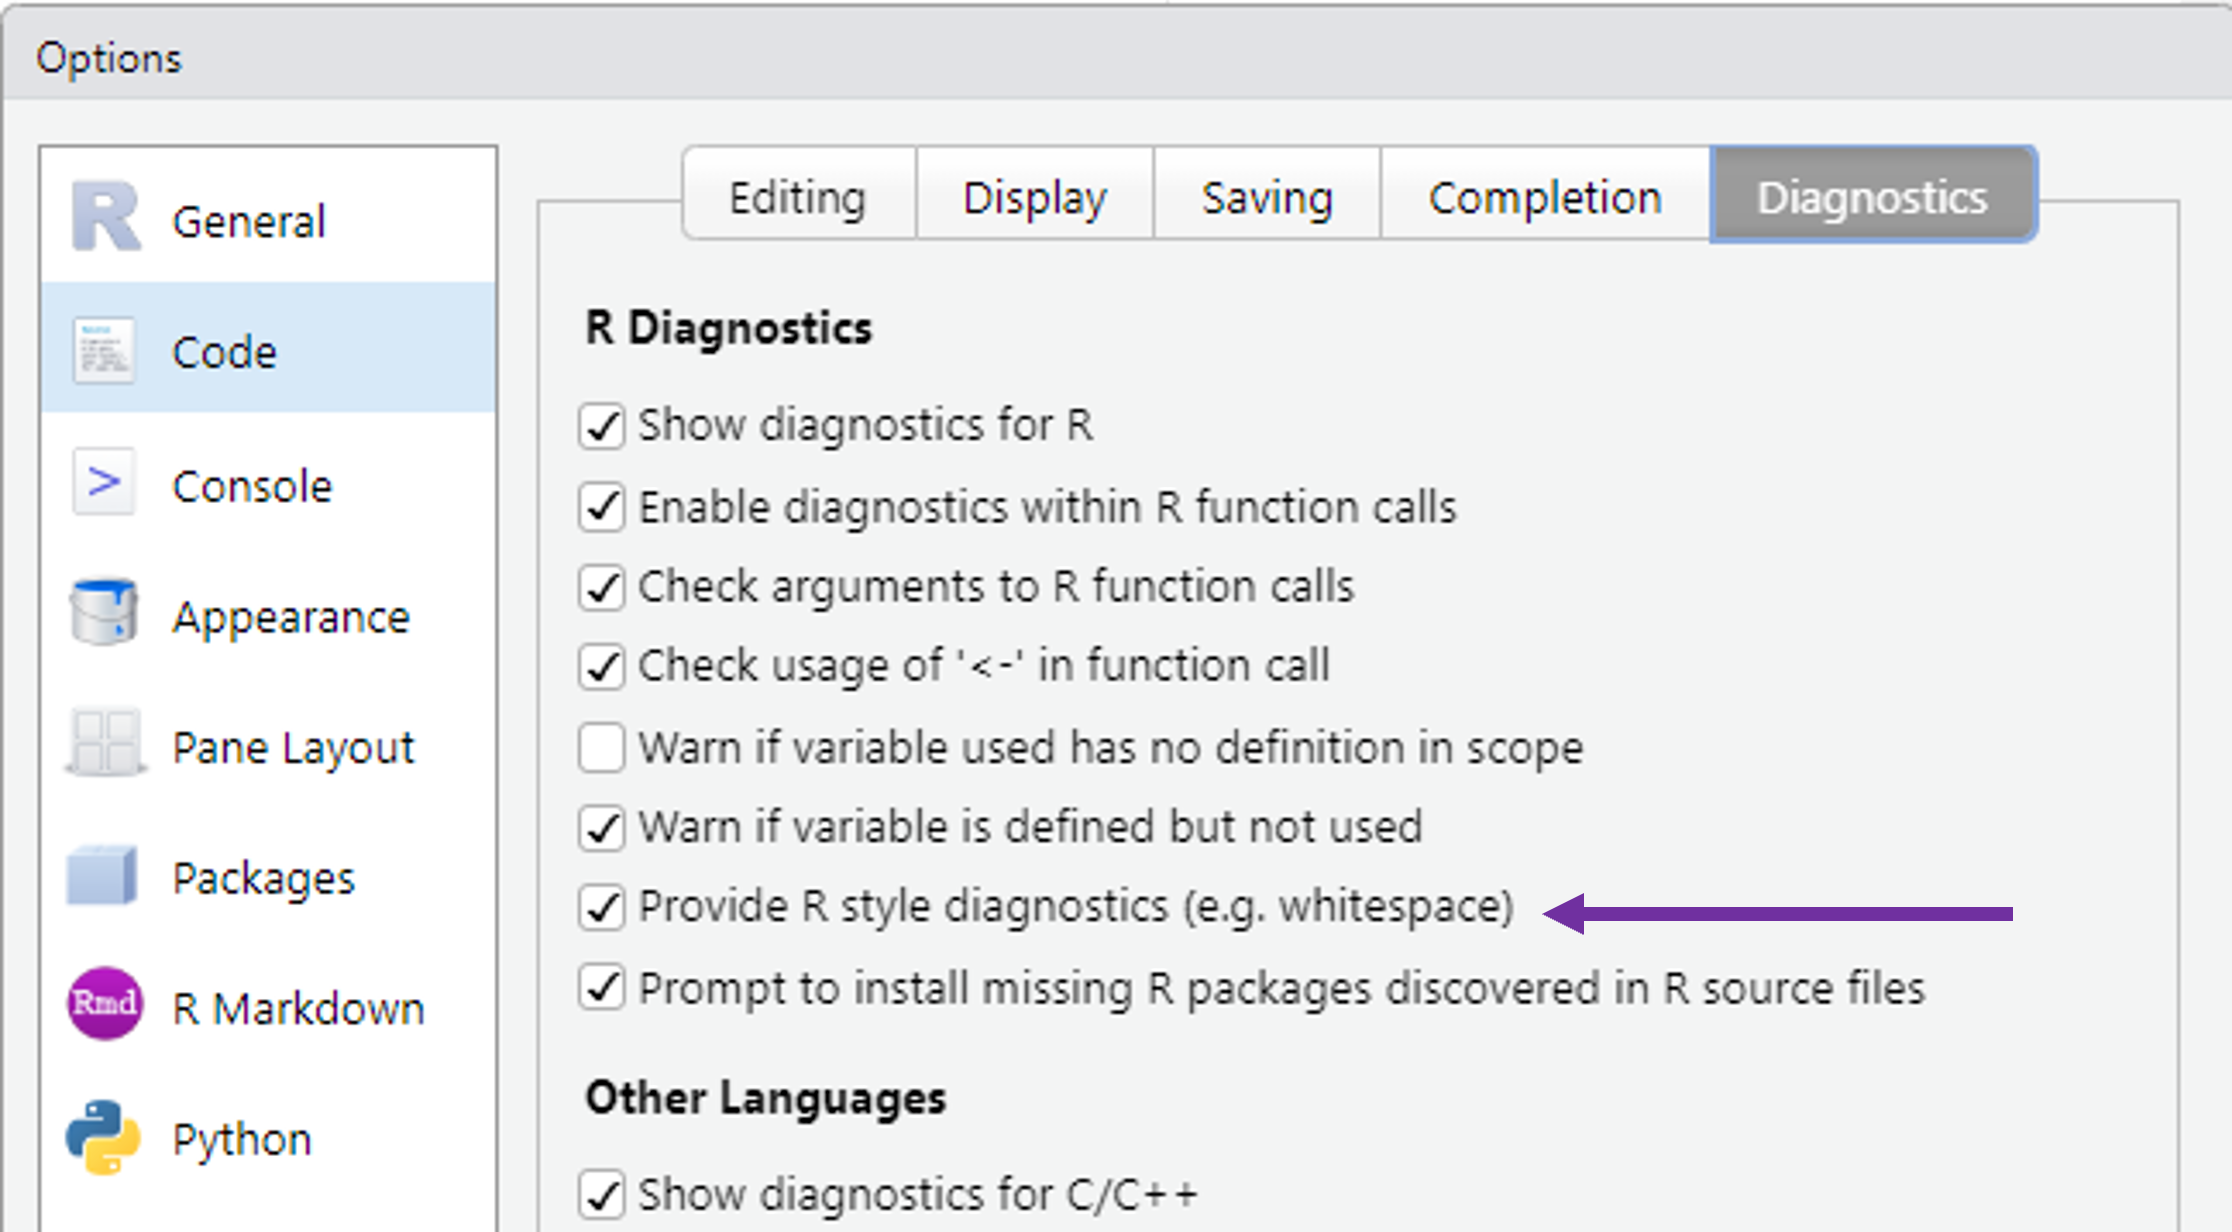 Options
General
Code
Console
Appearance
Pane Layout
Packages
Rmd
R Markdown
Python
Editing
Display
Saving
Completion
Diagnostics
R Diagnostics
Show diagnostics for R
Enable diagnostics within R function calls
Check arguments to R function calls
Check usage of '<-' in function call
Warn if variable used has no definition in scope
Warn if variable is defined but not used
Provide R style diagnostics (e.g. whitespace)
Prompt to install missing R packages discovered in R source files
Other Languages
Show diagnostics for C/C++